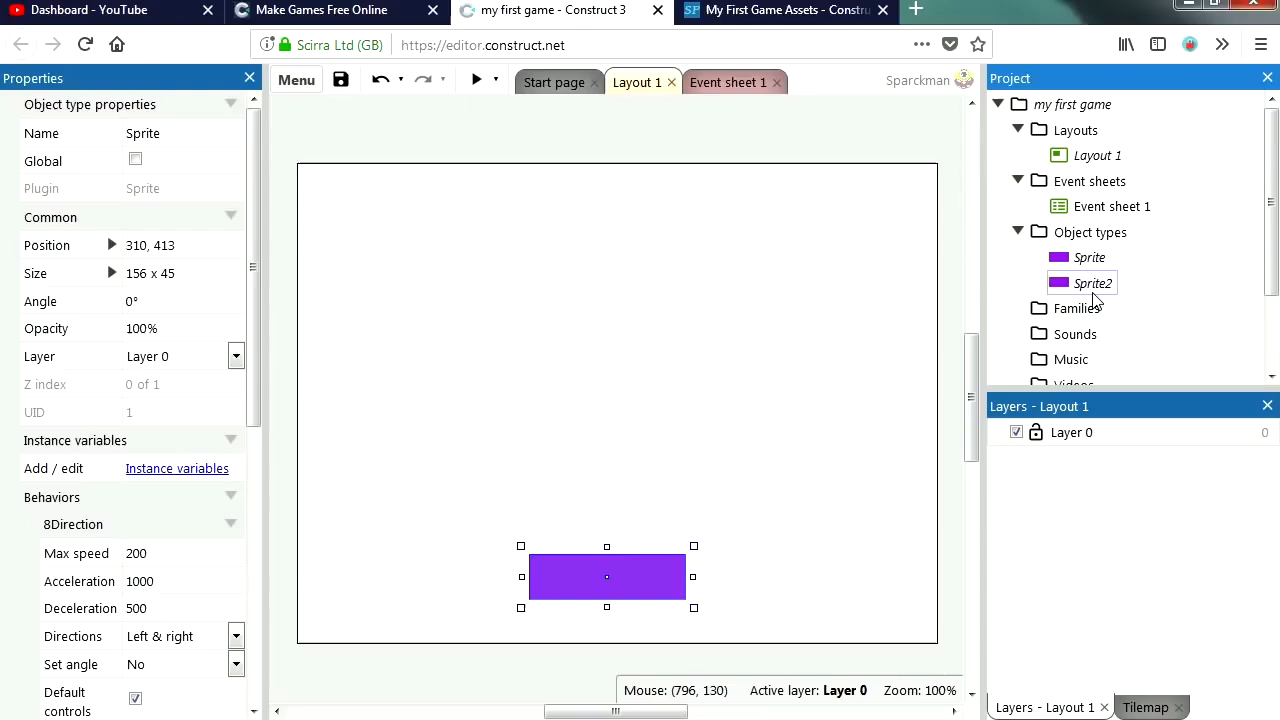 Dashboard - YouTube
Make Games Free Online
my first game - Construct 3
My First Game Assets - Constru
Scirra Ltd (GB)
https://editor.construct.net
Properties
Menu
Start page
Layout 1
Event sheet 1
Sparckman
Project
Object type properties
Name Sprite
Global
Plugin Sprite
Common
Position 310, 413
Size 156 x 45
Angle 0°
Opacity 100%
Layer Layer 0
Z index 0 of 1
UID 1
Instance variables
Add / edit Instance variables
Behaviors
8Direction
Max speed 200
Acceleration 1000
Deceleration 500
Directions Left & right
Set angle No
Default
controls
Mouse: (796, 130) Active layer: Layer 0 Zoom: 100%
my first game
Layouts
Layout 1
Event sheets
Event sheet 1
Object types
Sprite
Sprite2
Families
Sounds
Music
Videos
Layers - Layout 1
Layer 0 0
Layers - Layout 1
Tilemap